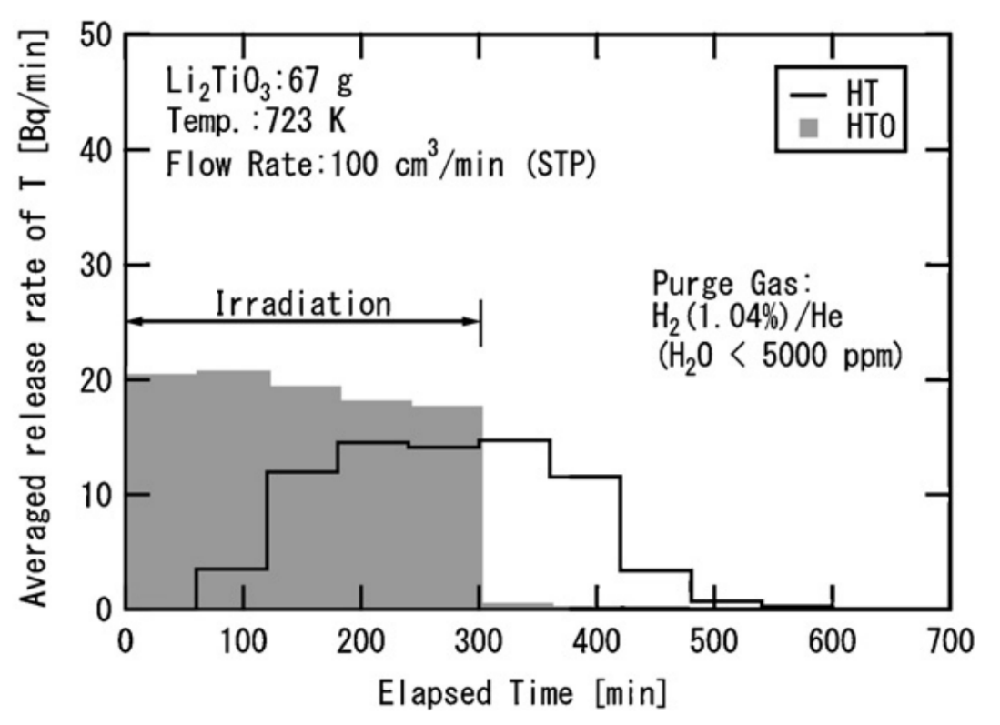 Averaged release rate of T [Bq/min]
50
40
30
20
10
0
Li₂TiO₃:67 g
Temp.:723 K
Flow Rate:100 cm³/min (STP)
HT
HTO
Irradiation
Purge Gas:
H₂(1.04%)/He
(H₂O < 5000 ppm)
0 100 200 300 400 500 600 700
Elapsed Time [min]